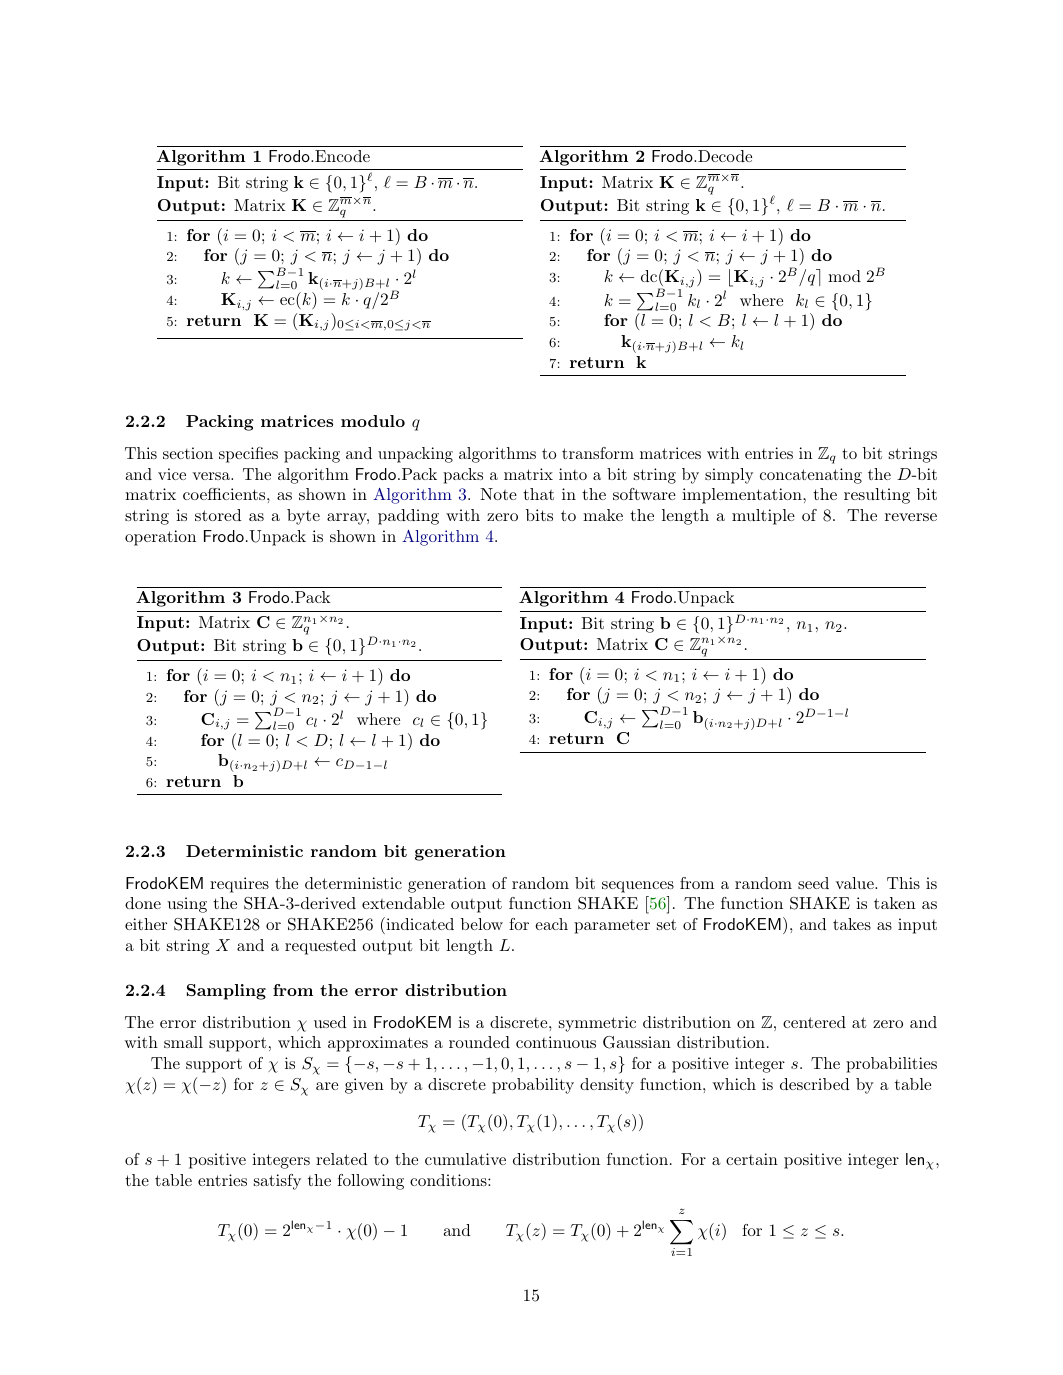 Algorithm 1 Frodo.Encode
Input: Bit string k ∈ {0, 1}^ℓ, ℓ = B · m̅ · n̅.
Output: Matrix K ∈ ℤ_q^{m̅×n̅}.
1: for (i = 0; i < m̅; i ← i + 1) do
2: for (j = 0; j < n̅; j ← j + 1) do
3: k ← ∑_{l=0}^{B−1} k_{(i·n̅+j)B+l} · 2^l
4: K_{i,j} ← ec(k) = k · q/2^B
5: return K = (K_{i,j})_{0≤i<m̅,0≤j<n̅}
Algorithm 2 Frodo.Decode
Input: Matrix K ∈ ℤ_q^{m̅×n̅}.
Output: Bit string k ∈ {0, 1}^ℓ, ℓ = B · m̅ · n̅.
1: for (i = 0; i < m̅; i ← i + 1) do
2: for (j = 0; j < n̅; j ← j + 1) do
3: k ← dc(K_{i,j}) = ⌊K_{i,j} · 2^B/q⌉ mod 2^B
4: k = ∑_{l=0}^{B−1} k_l · 2^l where k_l ∈ {0, 1}
5: for (l = 0; l < B; l ← l + 1) do
6: k_{(i·n̅+j)B+l} ← k_l
7: return k
2.2.2 Packing matrices modulo q
This section specifies packing and unpacking algorithms to transform matrices with entries in ℤ_q to bit strings
and vice versa. The algorithm Frodo.Pack packs a matrix into a bit string by simply concatenating the D-bit
matrix coefficients, as shown in Algorithm 3. Note that in the software implementation, the resulting bit
string is stored as a byte array, padding with zero bits to make the length a multiple of 8. The reverse
operation Frodo.Unpack is shown in Algorithm 4.
Algorithm 3 Frodo.Pack
Input: Matrix C ∈ ℤ_q^{n_1×n_2}.
Output: Bit string b ∈ {0, 1}^{D·n_1·n_2}.
1: for (i = 0; i < n_1; i ← i + 1) do
2: for (j = 0; j < n_2; j ← j + 1) do
3: C_{i,j} = ∑_{l=0}^{D−1} c_l · 2^l where c_l ∈ {0, 1}
4: for (l = 0; l < D; l ← l + 1) do
5: b_{(i·n_2+j)D+l} ← c_{D−1−l}
6: return b
Algorithm 4 Frodo.Unpack
Input: Bit string b ∈ {0, 1}^{D·n_1·n_2}, n_1, n_2.
Output: Matrix C ∈ ℤ_q^{n_1×n_2}.
1: for (i = 0; i < n_1; i ← i + 1) do
2: for (j = 0; j < n_2; j ← j + 1) do
3: C_{i,j} ← ∑_{l=0}^{D−1} b_{(i·n_2+j)D+l} · 2^{D−1−l}
4: return C
2.2.3 Deterministic random bit generation
FrodoKEM requires the deterministic generation of random bit sequences from a random seed value. This is
done using the SHA-3-derived extendable output function SHAKE [56]. The function SHAKE is taken as
either SHAKE128 or SHAKE256 (indicated below for each parameter set of FrodoKEM), and takes as input
a bit string X and a requested output bit length L.
2.2.4 Sampling from the error distribution
The error distribution χ used in FrodoKEM is a discrete, symmetric distribution on ℤ, centered at zero and
with small support, which approximates a rounded continuous Gaussian distribution.
The support of χ is S_χ = {−s, −s + 1, . . . , −1, 0, 1, . . . , s − 1, s} for a positive integer s. The probabilities
χ(z) = χ(−z) for z ∈ S_χ are given by a discrete probability density function, which is described by a table
T_χ = (T_χ(0), T_χ(1), . . . , T_χ(s))
of s + 1 positive integers related to the cumulative distribution function. For a certain positive integer len_χ,
the table entries satisfy the following conditions:
T_χ(0) = 2^{len_χ−1} · χ(0) − 1 and T_χ(z) = T_χ(0) + 2^{len_χ} ∑_{i=1}^{z} χ(i) for 1 ≤ z ≤ s.
15